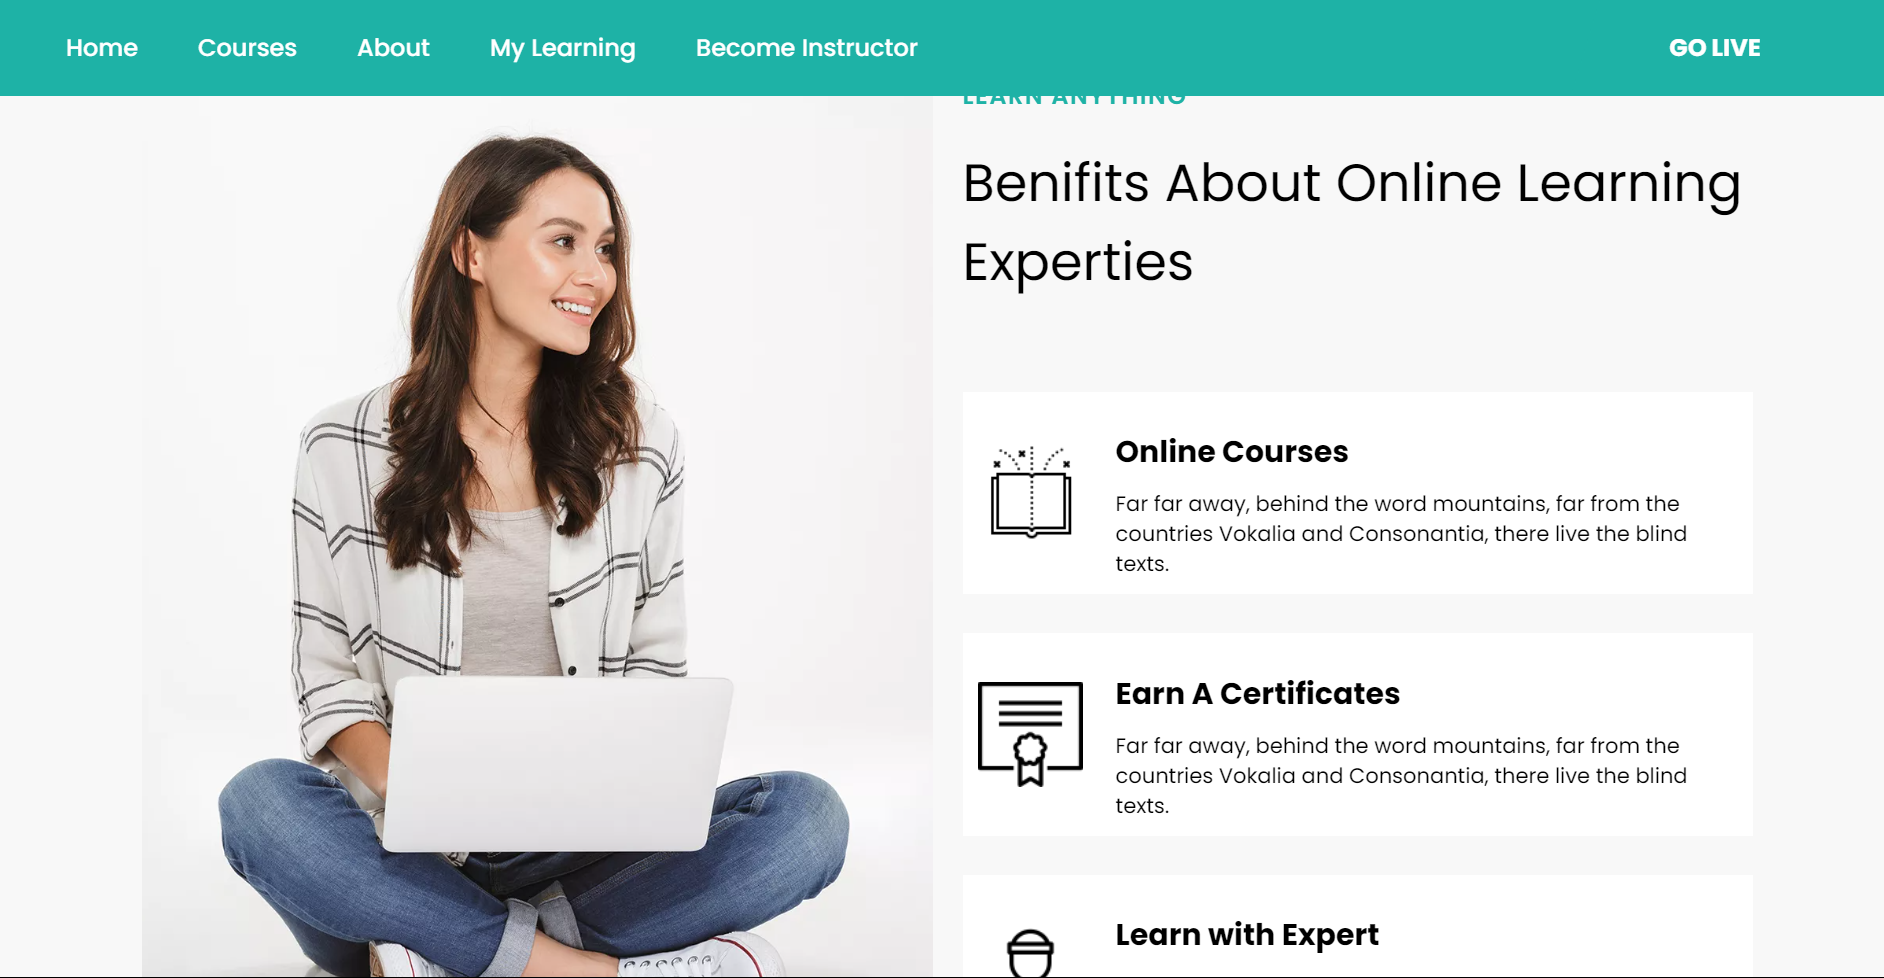 Home Courses About My Learning Become Instructor GO LIVE
LEARN ANYTHING
Benifits About Online Learning
Experties
Online Courses
Far far away, behind the word mountains, far from the
countries Vokalia and Consonantia, there live the blind
texts.
Earn A Certificates
Far far away, behind the word mountains, far from the
countries Vokalia and Consonantia, there live the blind
texts.
Learn with Expert